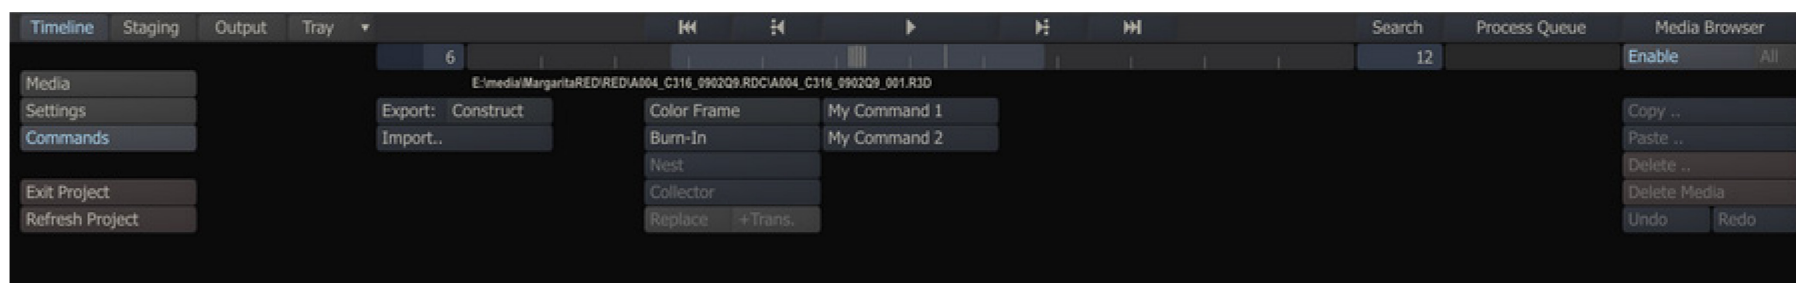 Timeline Staging Output Tray Search Process Queue Media Browser
6 12 Enable All
Media E:\media\MargaritaRED\RED\A004_C316_0902Q9.RDC\A004_C316_0902Q9_001.R3D
Settings Export: Construct Color Frame My Command 1 Copy ..
Commands Import.. Burn-In My Command 2 Paste ..
Nest Delete ..
Exit Project Collector Delete Media
Refresh Project Replace +Trans. Undo Redo